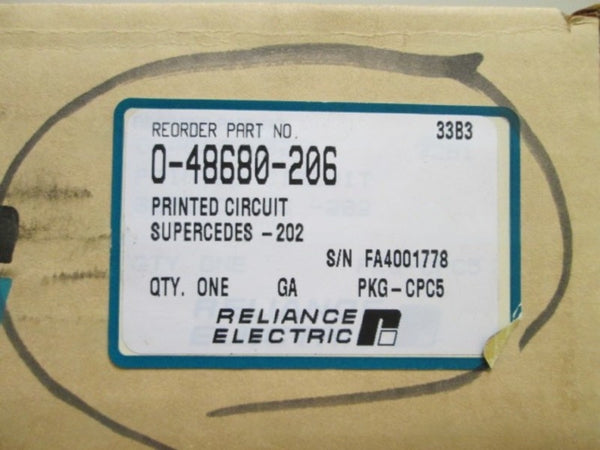 REORDER PART NO. 33B3
0-48680-206
PRINTED CIRCUIT
SUPERCEDES -202
S/N FA4001778
QTY. ONE GA PKG-CPC5
RELIANCE
ELECTRIC